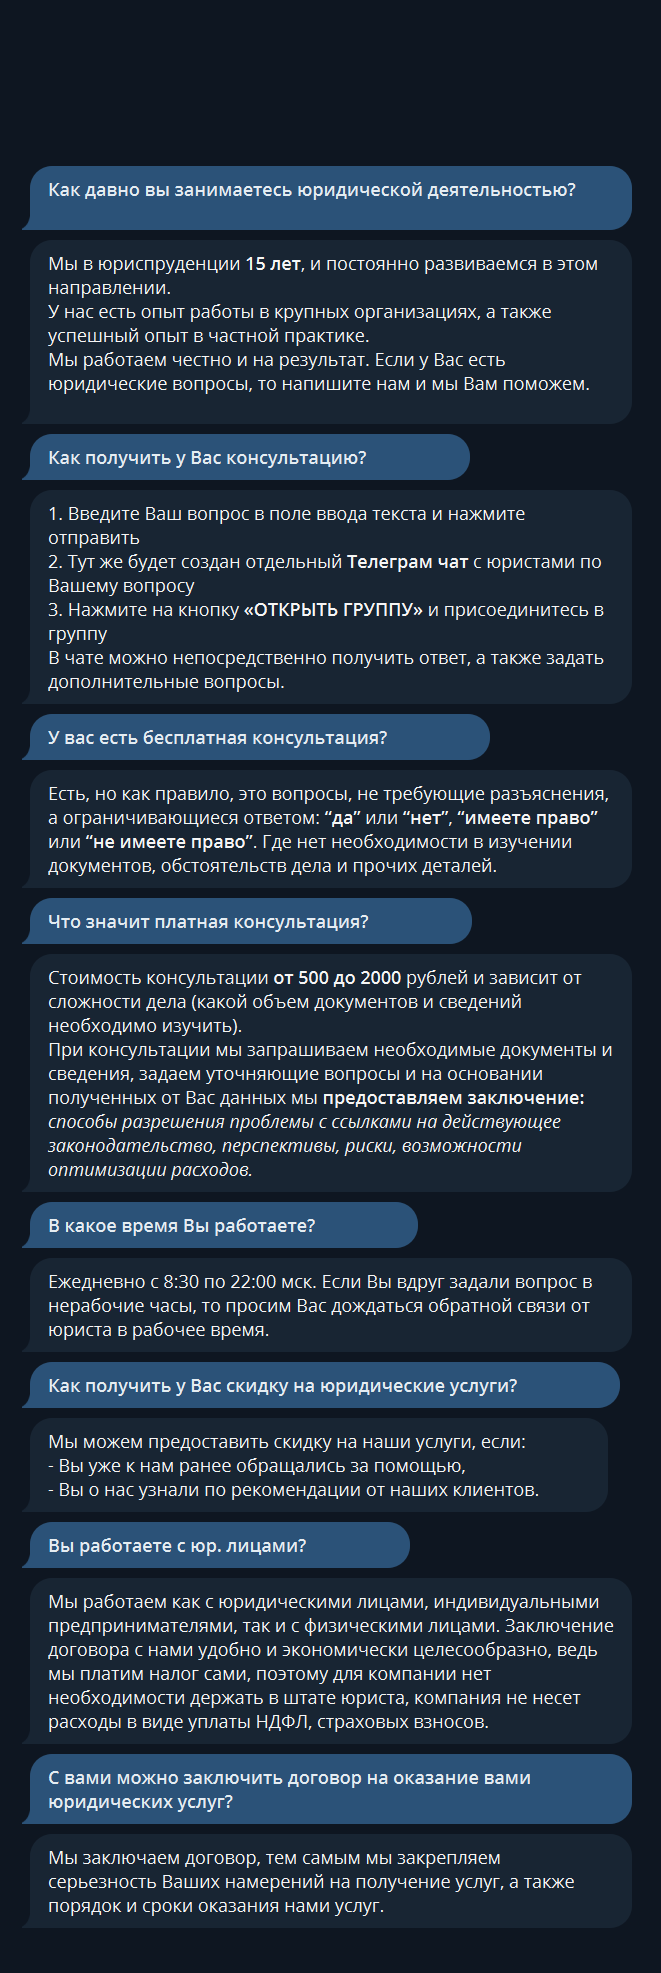 Как давно вы занимаетесь юридической деятельностью?
Мы в юриспруденции 15 лет, и постоянно развиваемся в этом
направлении.
У нас есть опыт работы в крупных организациях, а также
успешный опыт в частной практике.
Мы работаем честно и на результат. Если у Вас есть
юридические вопросы, то напишите нам и мы Вам поможем.
Как получить у Вас консультацию?
1. Введите Ваш вопрос в поле ввода текста и нажмите
отправить
2. Тут же будет создан отдельный Телеграм чат с юристами по
Вашему вопросу
3. Нажмите на кнопку «ОТКРЫТЬ ГРУППУ» и присоединитесь в
группу
В чате можно непосредственно получить ответ, а также задать
дополнительные вопросы.
У вас есть бесплатная консультация?
Есть, но как правило, это вопросы, не требующие разъяснения,
а ограничивающиеся ответом: “да” или “нет”, “имеете право”
или “не имеете право”. Где нет необходимости в изучении
документов, обстоятельств дела и прочих деталей.
Что значит платная консультация?
Стоимость консультации от 500 до 2000 рублей и зависит от
сложности дела (какой объем документов и сведений
необходимо изучить).
При консультации мы запрашиваем необходимые документы и
сведения, задаем уточняющие вопросы и на основании
полученных от Вас данных мы предоставляем заключение:
способы разрешения проблемы с ссылками на действующее
законодательство, перспективы, риски, возможности
оптимизации расходов.
В какое время Вы работаете?
Ежедневно с 8:30 по 22:00 мск. Если Вы вдруг задали вопрос в
нерабочие часы, то просим Вас дождаться обратной связи от
юриста в рабочее время.
Как получить у Вас скидку на юридические услуги?
Мы можем предоставить скидку на наши услуги, если:
- Вы уже к нам ранее обращались за помощью,
- Вы о нас узнали по рекомендации от наших клиентов.
Вы работаете с юр. лицами?
Мы работаем как с юридическими лицами, индивидуальными
предпринимателями, так и с физическими лицами. Заключение
договора с нами удобно и экономически целесообразно, ведь
мы платим налог сами, поэтому для компании нет
необходимости держать в штате юриста, компания не несет
расходы в виде уплаты НДФЛ, страховых взносов.
С вами можно заключить договор на оказание вами
юридических услуг?
Мы заключаем договор, тем самым мы закрепляем
серьезность Ваших намерений на получение услуг, а также
порядок и сроки оказания нами услуг.